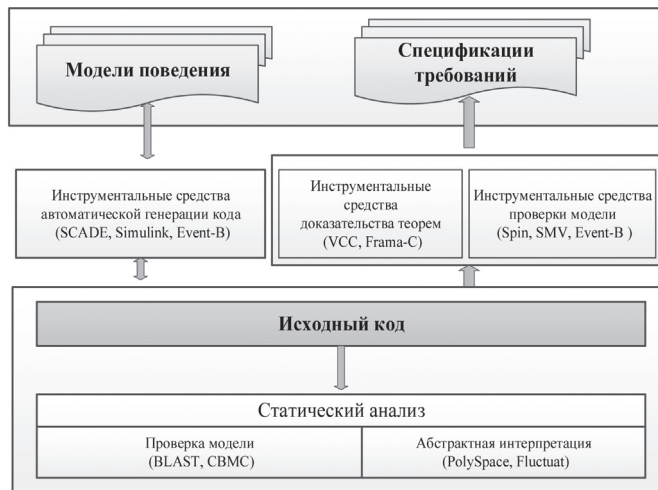 Модели поведения
Спецификации
требований
Инструментальные средства
автоматической генерации кода
(SCADE, Simulink, Event-B)
Инструментальные
средства
доказательства теорем
(VCC, Frama-C)
Инструментальные средства
проверки модели
(Spin, SMV, Event-B )
Исходный код
Статический анализ
Проверка модели
(BLAST, CBMC)
Абстрактная интерпретация
(PolySpace, Fluctuat)